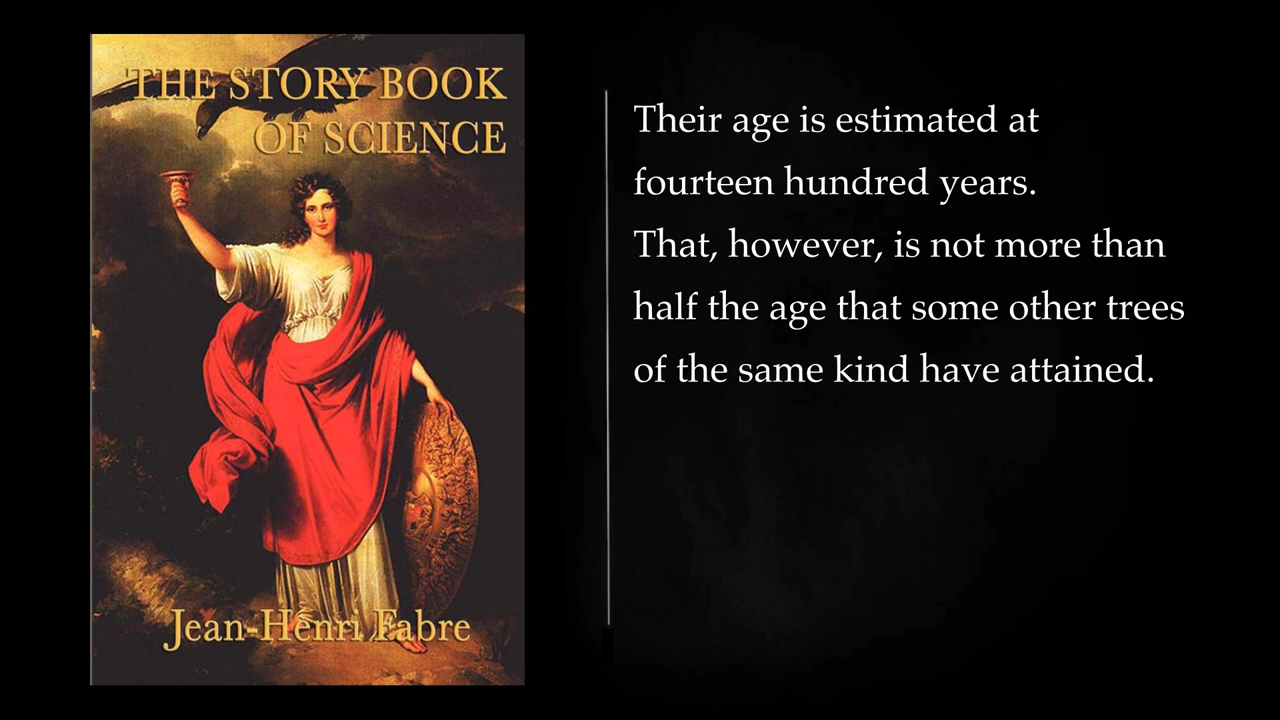 THE STORY BOOK
OF SCIENCE
Jean-Henri Fabre
Their age is estimated at
fourteen hundred years.
That, however, is not more than
half the age that some other trees
of the same kind have attained.